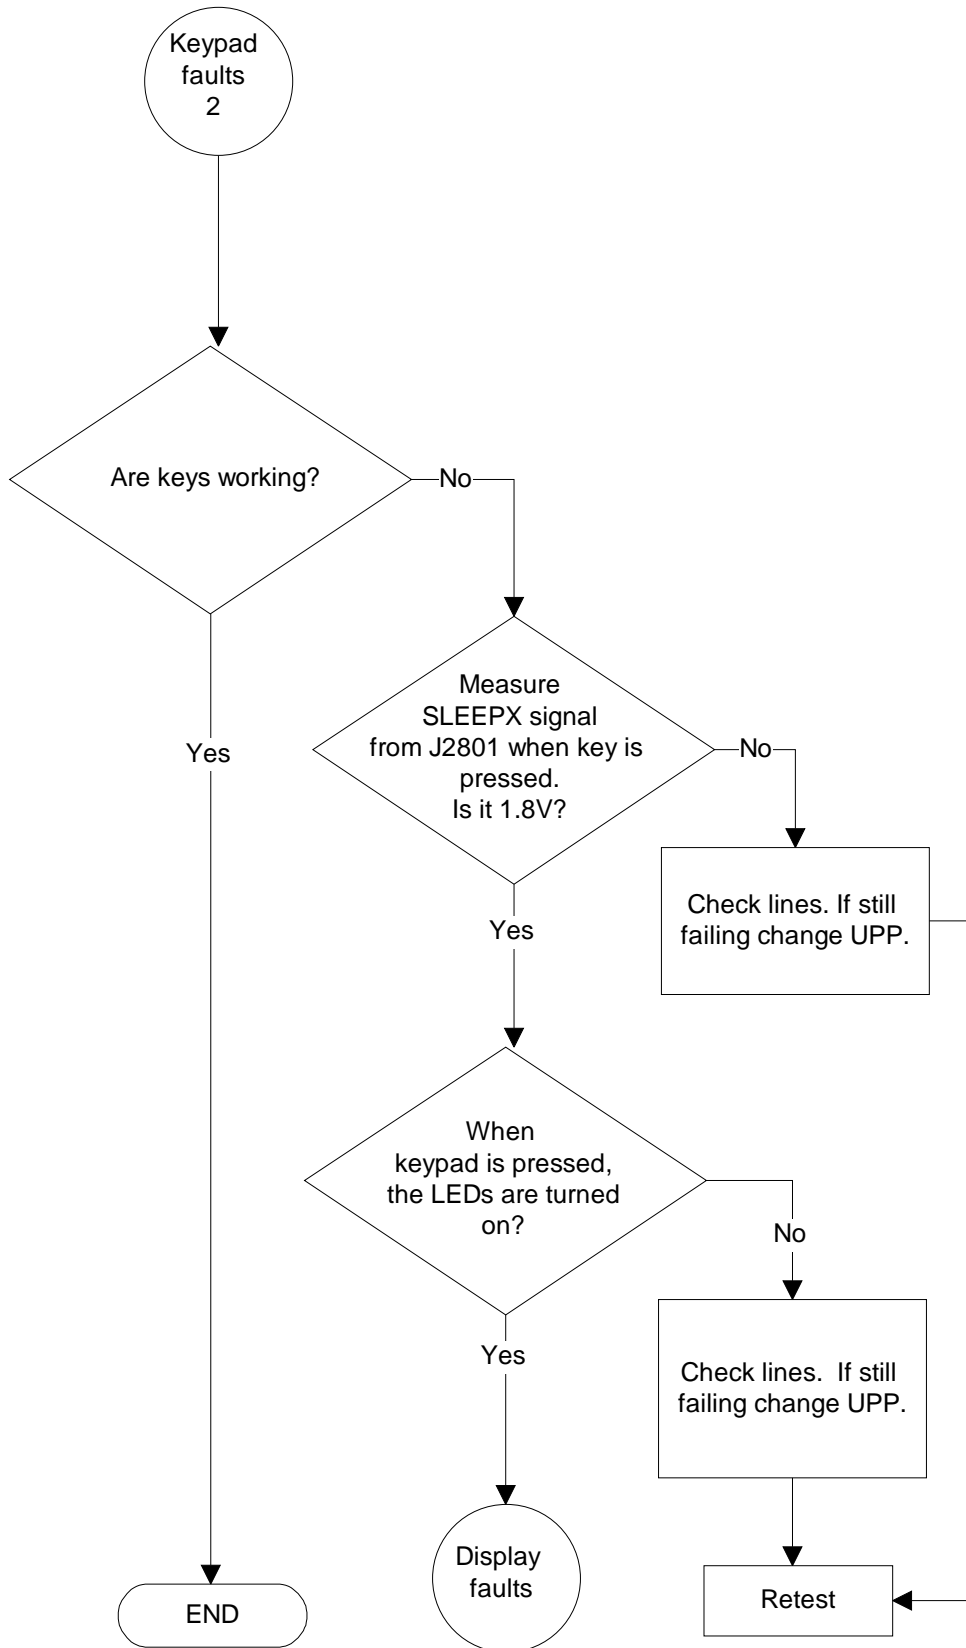 Keypad
faults
2
Are keys working?
No
Measure
SLEEPX signal
from J2801 when key is
pressed.
Is it 1.8V?
Yes
No
Check lines. If still
failing change UPP.
Yes
When
keypad is pressed,
the LEDs are turned
on?
No
Yes
Check lines.  If still
failing change UPP.
Display
faults
Retest
END